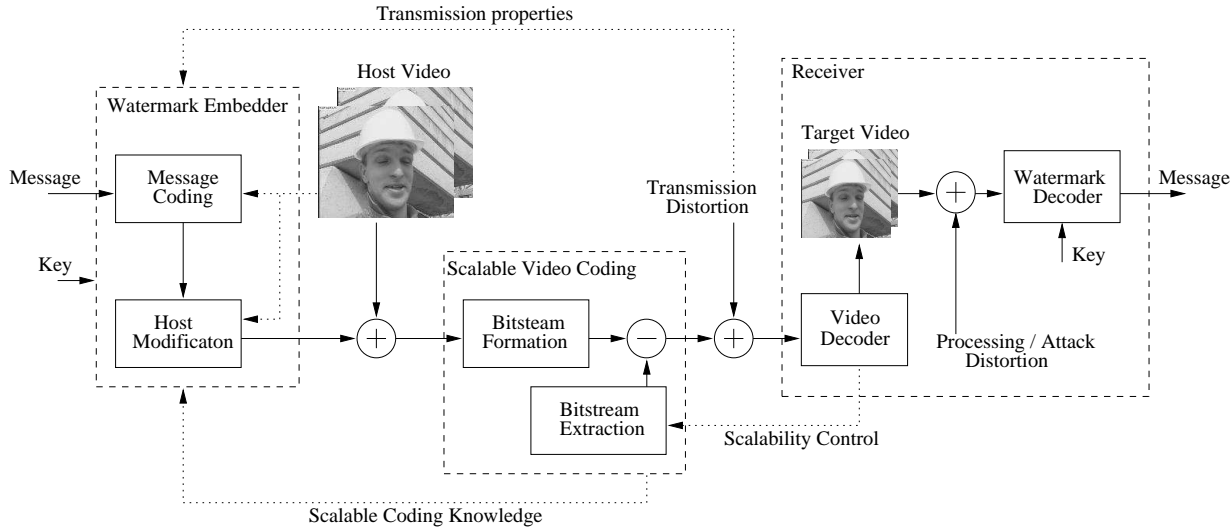 Transmission properties
Host Video
Receiver
Watermark Embedder
Target Video
Message
Message
Coding
Transmission
Distortion
Watermark
Decoder
Message
Key
Key
Scalable Video Coding
Host
Modificaton
Bitsteam
Formation
Video
Decoder
Processing / Attack
Distortion
Bitstream
Extraction
Scalability Control
Scalable Coding Knowledge